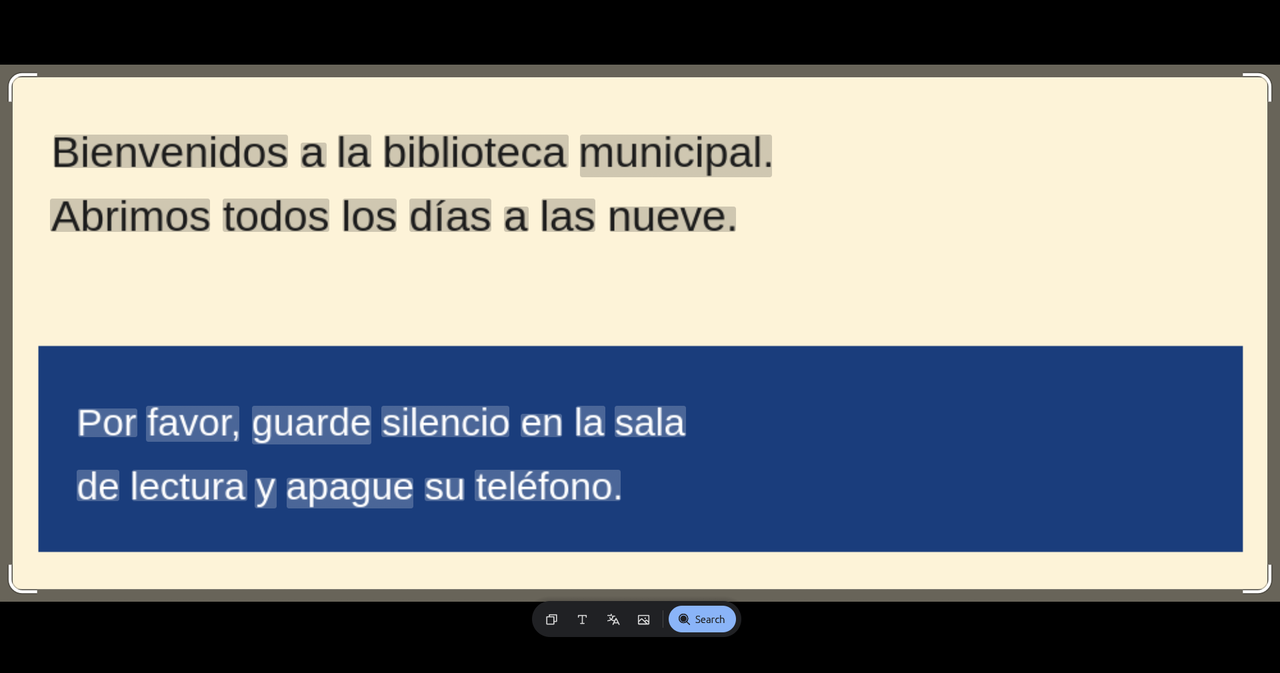 Bienvenidos a la biblioteca municipal.
Abrimos todos los días a las nueve.
Por favor, guarde silencio en la sala
de lectura y apague su teléfono.
Search